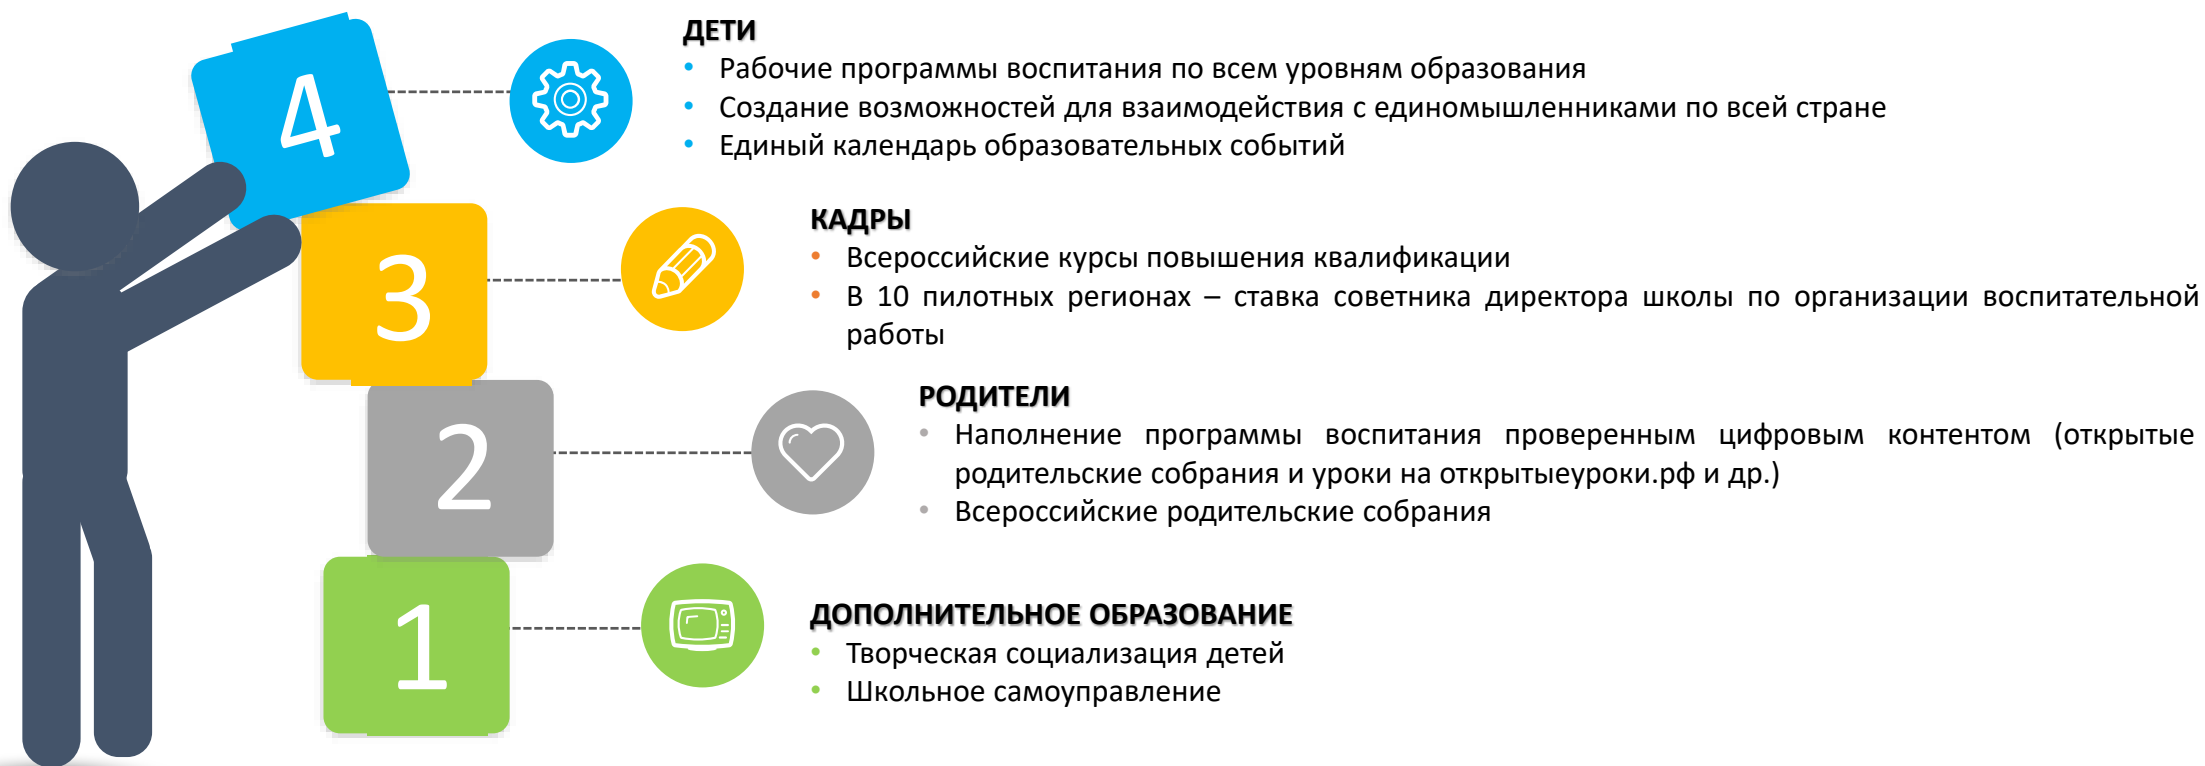 4
ДЕТИ
• Рабочие программы воспитания по всем уровням образования
• Создание возможностей для взаимодействия с единомышленниками по всей стране
• Единый календарь образовательных событий
3
КАДРЫ
• Всероссийские курсы повышения квалификации
• В 10 пилотных регионах – ставка советника директора школы по организации воспитательной
работы
2
РОДИТЕЛИ
• Наполнение программы воспитания проверенным цифровым контентом (открытые
родительские собрания и уроки на открытыеуроки.рф и др.)
• Всероссийские родительские собрания
1
ДОПОЛНИТЕЛЬНОЕ ОБРАЗОВАНИЕ
• Творческая социализация детей
• Школьное самоуправление